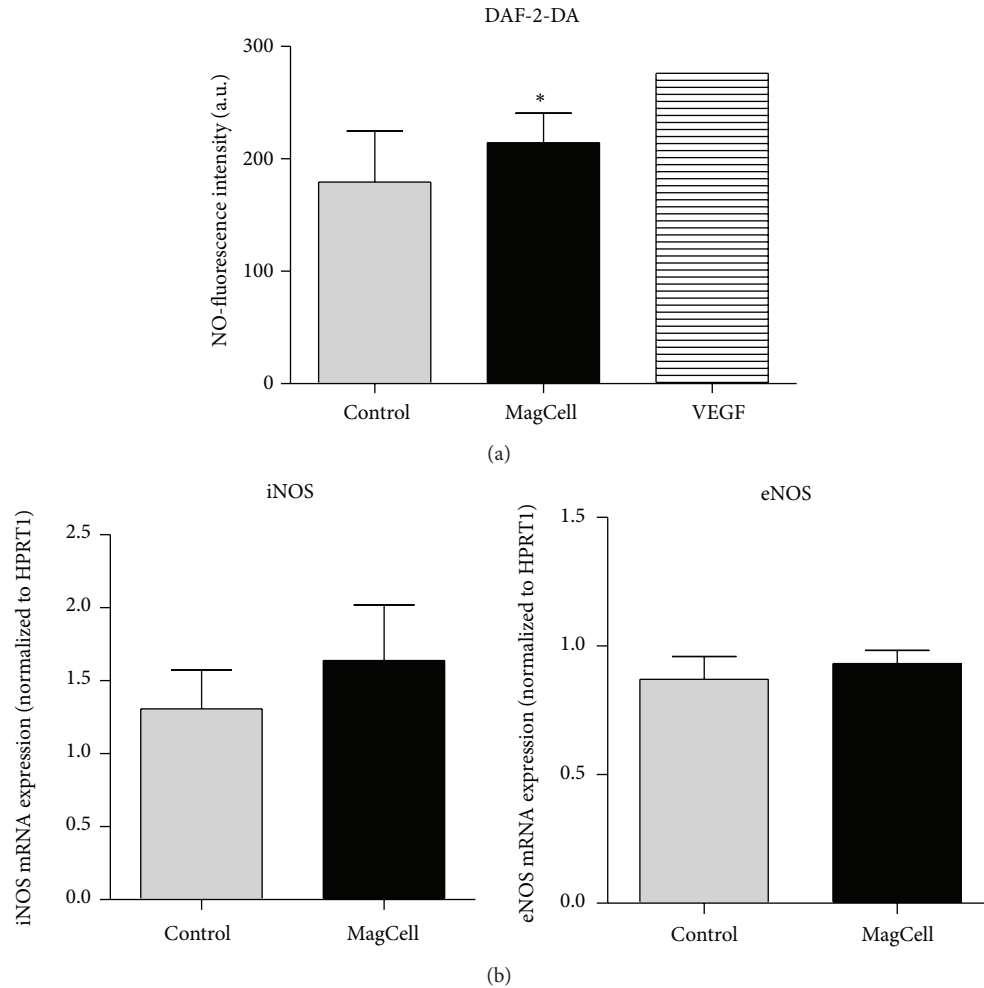 DAF-2-DA
NO-fluorescence intensity (a.u.)
300
200
100
0
*
Control
MagCell
VEGF
(a)
iNOS
iNOS mRNA expression (normalized to HPRT1)
2.5
2.0
1.5
1.0
0.5
0.0
Control
MagCell
eNOS
eNOS mRNA expression (normalized to HPRT1)
1.5
1.0
0.5
0.0
Control
MagCell
(b)